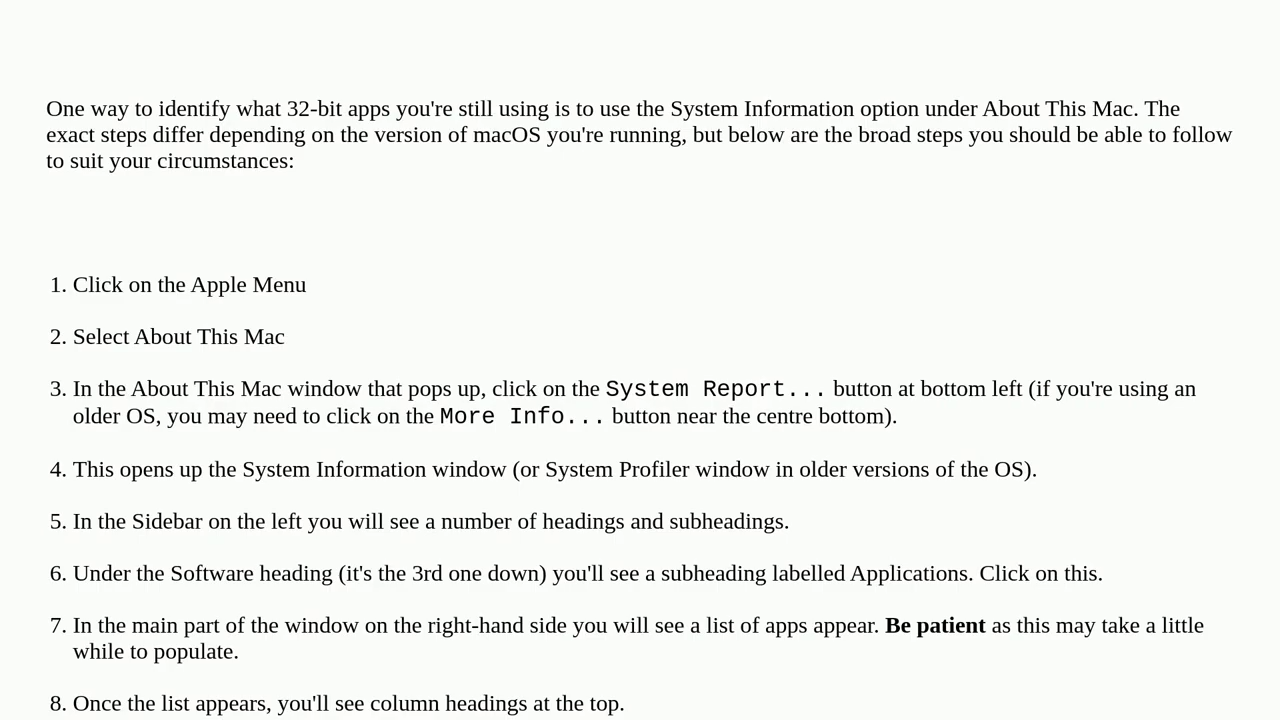 One way to identify what 32-bit apps you're still using is to use the System Information option under About This Mac. The
exact steps differ depending on the version of macOS you're running, but below are the broad steps you should be able to follow
to suit your circumstances:
1. Click on the Apple Menu
2. Select About This Mac
3. In the About This Mac window that pops up, click on the System Report... button at bottom left (if you're using an
older OS, you may need to click on the More Info... button near the centre bottom).
4. This opens up the System Information window (or System Profiler window in older versions of the OS).
5. In the Sidebar on the left you will see a number of headings and subheadings.
6. Under the Software heading (it's the 3rd one down) you'll see a subheading labelled Applications. Click on this.
7. In the main part of the window on the right-hand side you will see a list of apps appear. Be patient as this may take a little
while to populate.
8. Once the list appears, you'll see column headings at the top.